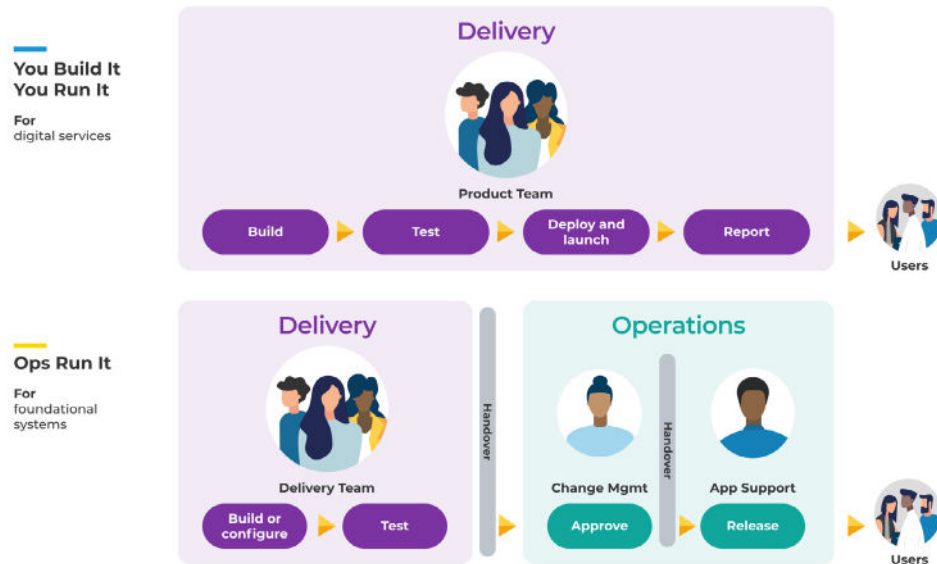 Delivery
You Build It
You Run It
For
digital services
Product Team
Build
Test
Deploy and
launch
Report
Users
Delivery
Operations
Ops Run It
For
foundational
systems
Handover
Handover
Delivery Team
Change Mgmt
App Support
Build or
configure
Test
Approve
Release
Users